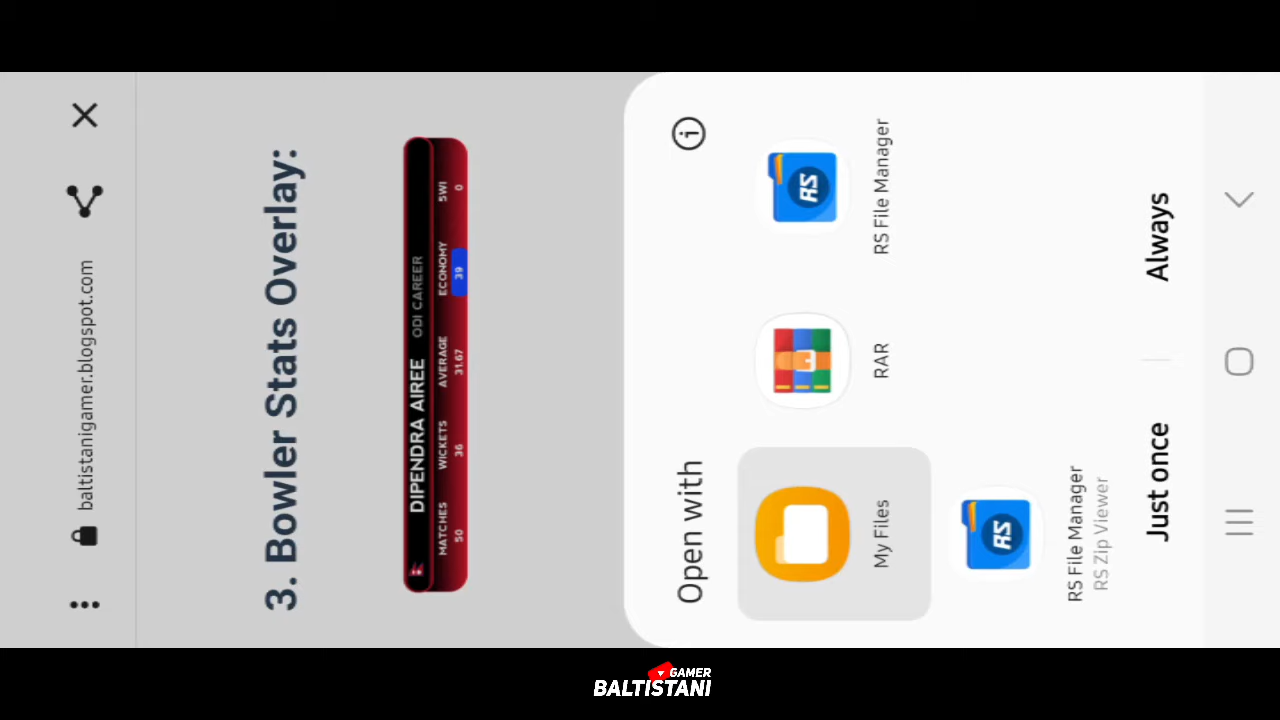 baltistanigamer.blogspot.com
3. Bowler Stats Overlay:
DIPENDRA AIREE ODI CAREER
MATCHES WICKETS AVERAGE ECONOMY 5WI
50 36 31.67 39 0
Open with
My Files
RAR
RS File Manager
RS File Manager
RS Zip Viewer
Just once
Always
GAMER
BALTISTANI